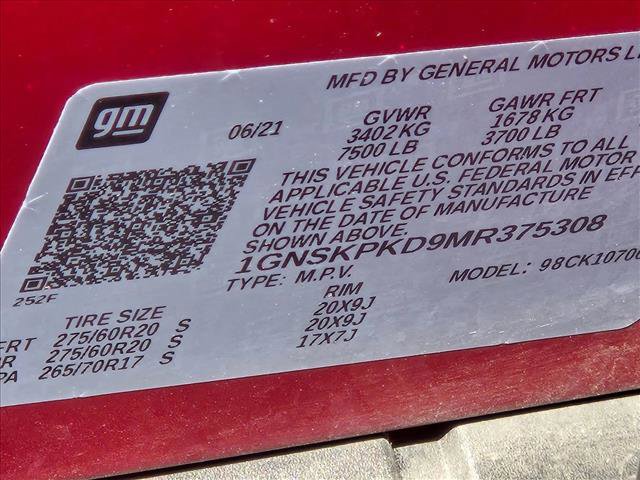 MFD BY GENERAL MOTORS
gm
06/21
GVWR
3402 KG
7500 LB
GAWR FRT
1678 KG
3700 LB
THIS VEHICLE CONFORMS TO ALL
APPLICABLE U.S. FEDERAL MOTOR
VEHICLE SAFETY STANDARDS IN EFF
ON THE DATE OF MANUFACTURE
SHOWN ABOVE.
1GNSKPKD9MR375308
TYPE: M.P.V. MODEL: 98CK1070
252F
TIRE SIZE RIM
FRT 275/60R20 S 20X9J
RR 275/60R20 S 20X9J
PA 265/70R17 S 17X7J